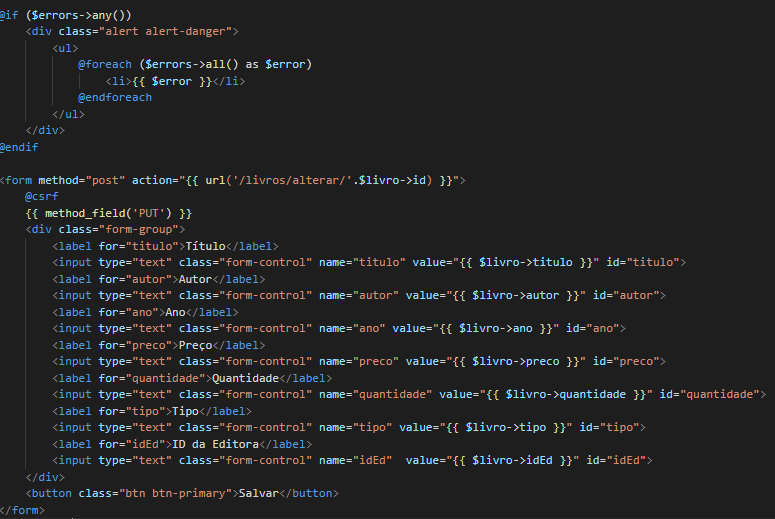 @if ($errors->any())
<div class="alert alert-danger">
<ul>
@foreach ($errors->all() as $error)
<li>{{ $error }}</li>
@endforeach
</ul>
</div>
@endif
<form method="post" action="{{ url('/livros/alterar/'.$livro->id) }}">
@csrf
{{ method_field('PUT') }}
<div class="form-group">
<label for="titulo">Título</label>
<input type="text" class="form-control" name="titulo" value="{{ $livro->titulo }}" id="titulo">
<label for="autor">Autor</label>
<input type="text" class="form-control" name="autor" value="{{ $livro->autor }}" id="autor">
<label for="ano">Ano</label>
<input type="text" class="form-control" name="ano" value="{{ $livro->ano }}" id="ano">
<label for="preco">Preço</label>
<input type="text" class="form-control" name="preco" value="{{ $livro->preco }}" id="preco">
<label for="quantidade">Quantidade</label>
<input type="text" class="form-control" name="quantidade" value="{{ $livro->quantidade }}" id="quantidade">
<label for="tipo">Tipo</label>
<input type="text" class="form-control" name="tipo" value="{{ $livro->tipo }}" id="tipo">
<label for="idEd">ID da Editora</label>
<input type="text" class="form-control" name="idEd"  value="{{ $livro->idEd }}" id="idEd">
</div>
<button class="btn btn-primary">Salvar</button>
</form>